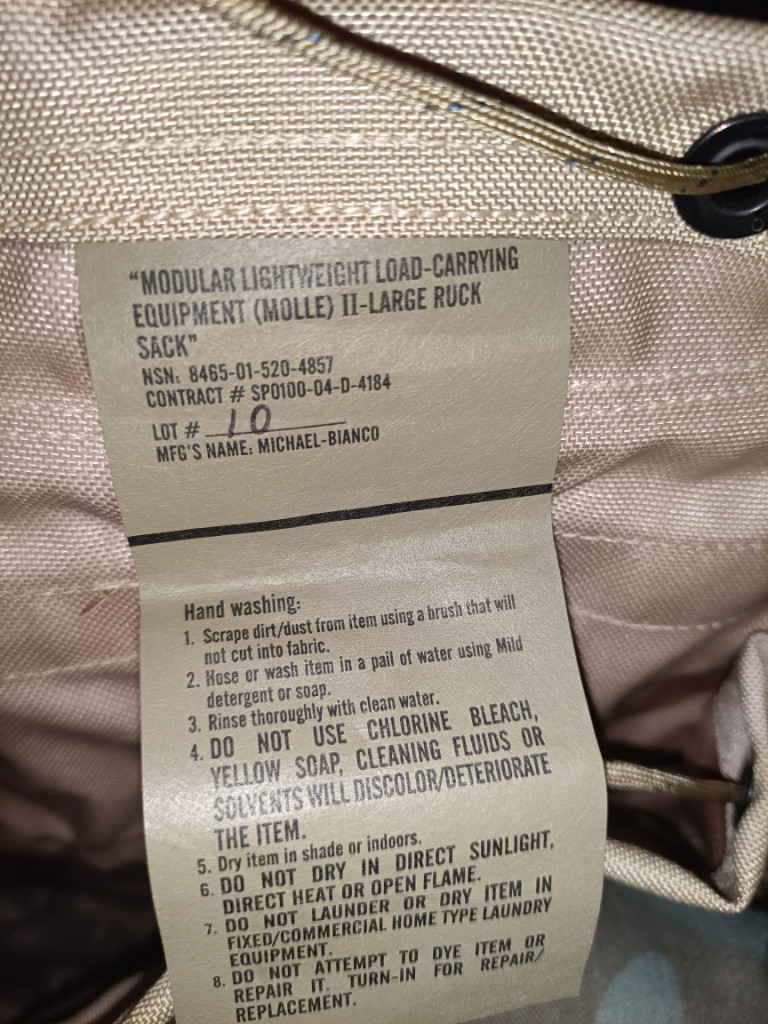 "MODULAR LIGHTWEIGHT LOAD-CARRYING
EQUIPMENT (MOLLE) II-LARGE RUCK
SACK"
NSN: 8465-01-520-4857
CONTRACT # SP0100-04-D-4184
LOT # 10
MFG'S NAME: MICHAEL-BIANCO
Hand washing:
1. Scrape dirt/dust from item using a brush that will
not cut into fabric.
2. Hose or wash item in a pail of water using Mild
detergent or soap.
3. Rinse thoroughly with clean water.
4. DO NOT USE CHLORINE BLEACH,
YELLOW SOAP, CLEANING FLUIDS OR
SOLVENTS WILL DISCOLOR/DETERIORATE
THE ITEM.
5. Dry item in shade or indoors.
6. DO NOT DRY IN DIRECT SUNLIGHT,
DIRECT HEAT OR OPEN FLAME.
7. DO NOT LAUNDER OR DRY ITEM IN
FIXED/COMMERCIAL HOME TYPE LAUNDRY
EQUIPMENT.
8. DO NOT ATTEMPT TO DYE ITEM OR
REPAIR IT. TURN-IN FOR REPAIR/
REPLACEMENT.